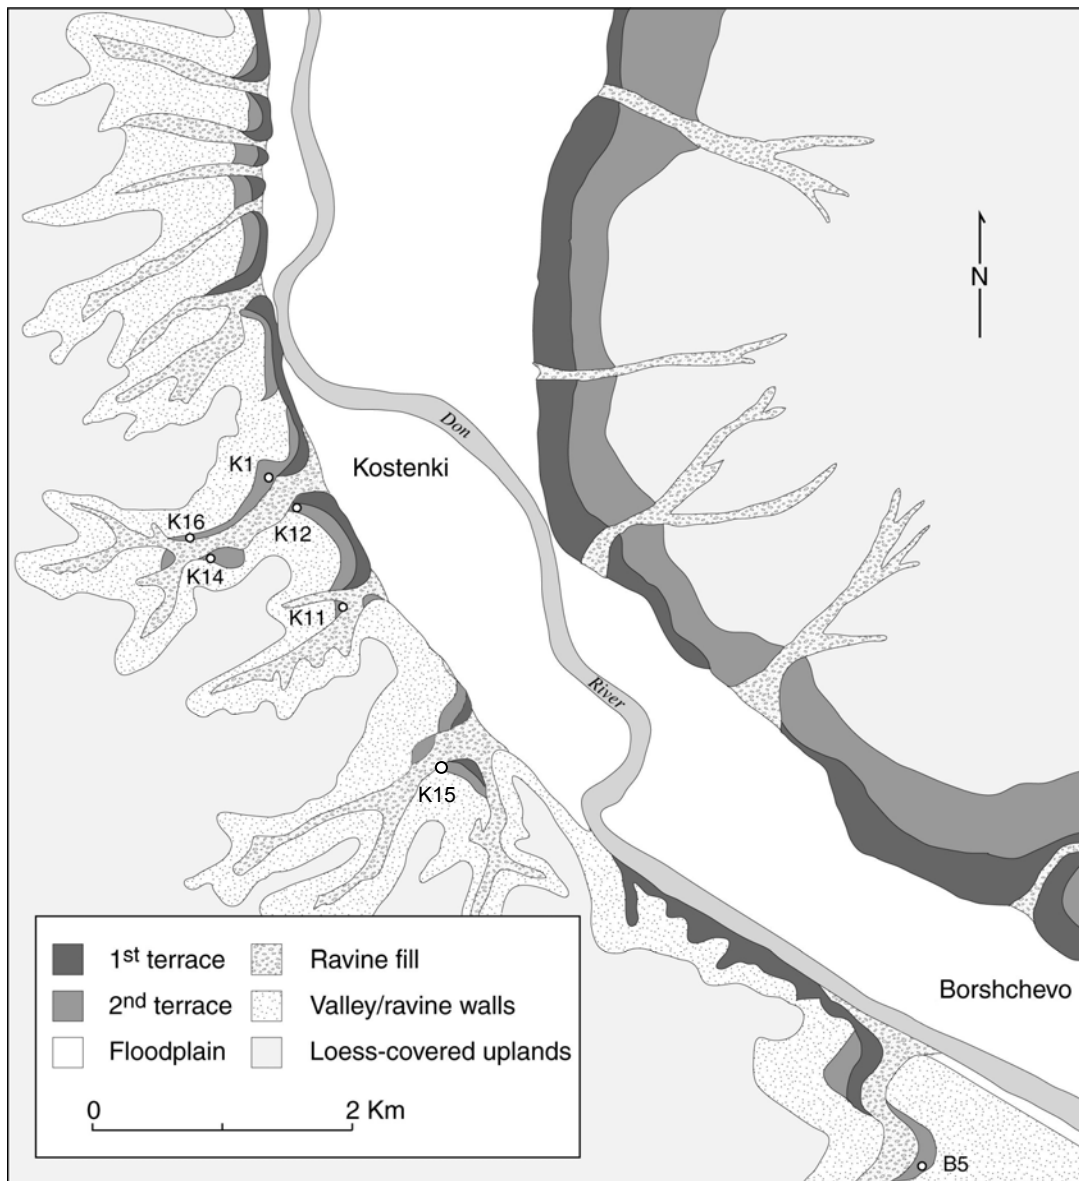 N
Don
Kostenki
K1
K16
K12
K14
K11
River
K15
1st terrace
Ravine fill
2nd terrace
Valley/ravine walls
Floodplain
Loess-covered uplands
0 2 Km
Borshchevo
B5